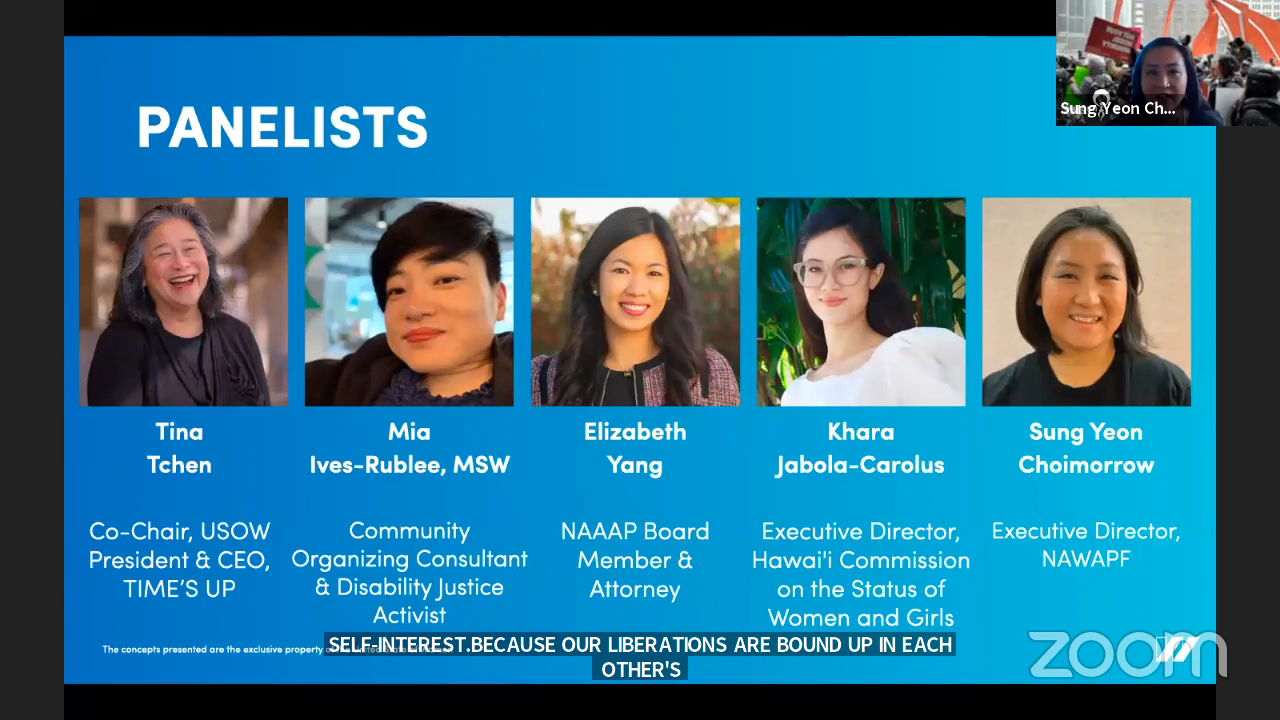 PANELISTS
Sung Yeon Ch...
Tina
Tchen
Co-Chair, USOW
President & CEO,
TIME'S UP
Mia
Ives-Rublee, MSW
Community
Organizing Consultant
& Disability Justice
Activist
Elizabeth
Yang
NAAAP Board
Member &
Attorney
Khara
Jabola-Carolus
Executive Director,
Hawai'i Commission
on the Status of
Women and Girls
Sung Yeon
Choimorrow
Executive Director,
NAWAPF
The concepts presented are the exclusive property
SELF-INTEREST.BECAUSE OUR LIBERATIONS ARE BOUND UP IN EACH
OTHER'S
zoom